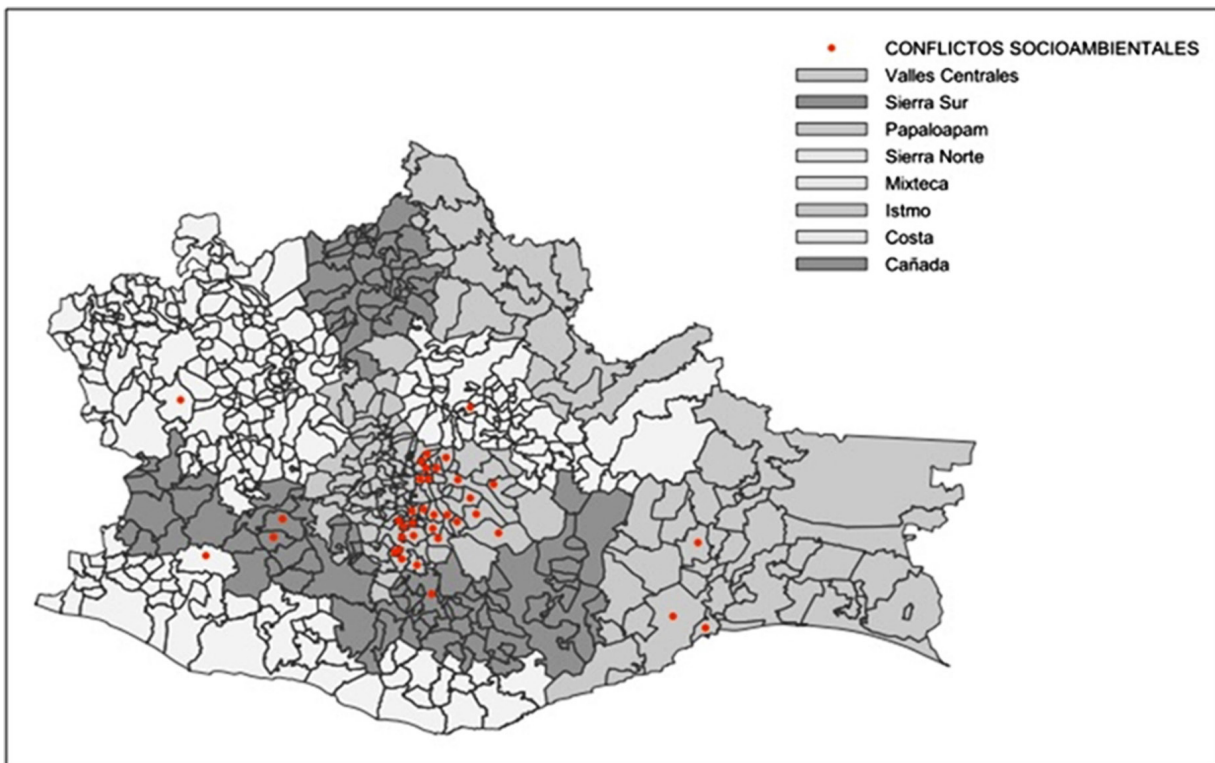 CONFLICTOS SOCIOAMBIENTALES
Valles Centrales
Sierra Sur
Papaloapam
Sierra Norte
Mixteca
Istmo
Costa
Cañada